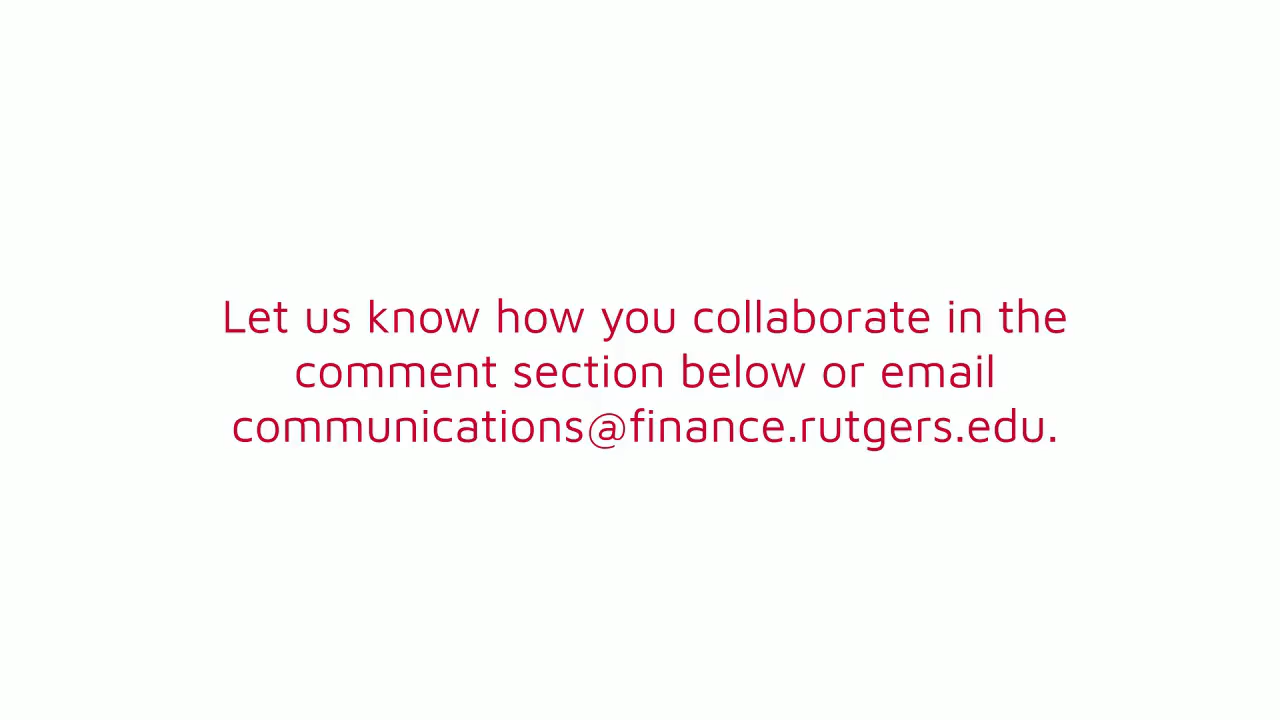 Let us know how you collaborate in the
comment section below or email
communications@finance.rutgers.edu.